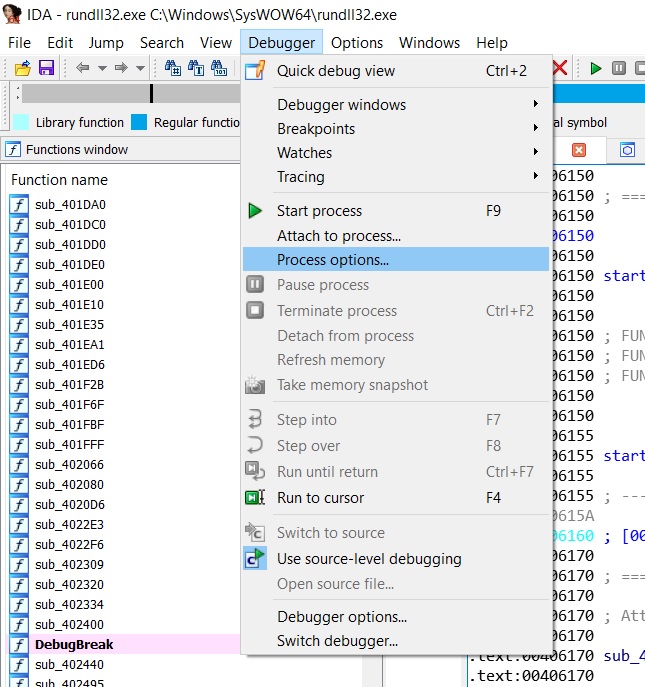 IDA - rundll32.exe C:\Windows\SysWOW64\rundll32.exe
File Edit Jump Search View Debugger Options Windows Help
Quick debug view Ctrl+2
Debugger windows
Library function Regular functio al symbol
Breakpoints
Functions window Watches
Tracing
Function name
sub_401DA0
sub_401DC0
sub_401DD0
sub_401DE0
sub_401E00
sub_401E10
sub_401E35
sub_401EA1
sub_401ED6
sub_401F2B
sub_401F6F
sub_401FBF
sub_401FFF
sub_402066
sub_402080
sub_4020D6
sub_4022E3
sub_4022F6
sub_402309
sub_402320
sub_402334
sub_402400
DebugBreak
sub_402440
sub_402495
Start process F9
Attach to process...
Process options...
Pause process
Terminate process Ctrl+F2
Detach from process
Refresh memory
Take memory snapshot
Step into F7
Step over F8
Run until return Ctrl+F7
Run to cursor F4
Switch to source
Use source-level debugging
Open source file...
Debugger options...
Switch debugger...
06150
06150 ; ===
06150
06150
06150
06150 start
06150
06150
06150 ; FUN
06150 ; FUN
06150 ; FUN
06150
06150
06155
06155 start
06155
06155 ; ---
0615A
06160 ; [00
06170
06170 ; ===
06170
06170 ; Att
06170
.text:00406170 sub_4
.text:00406170